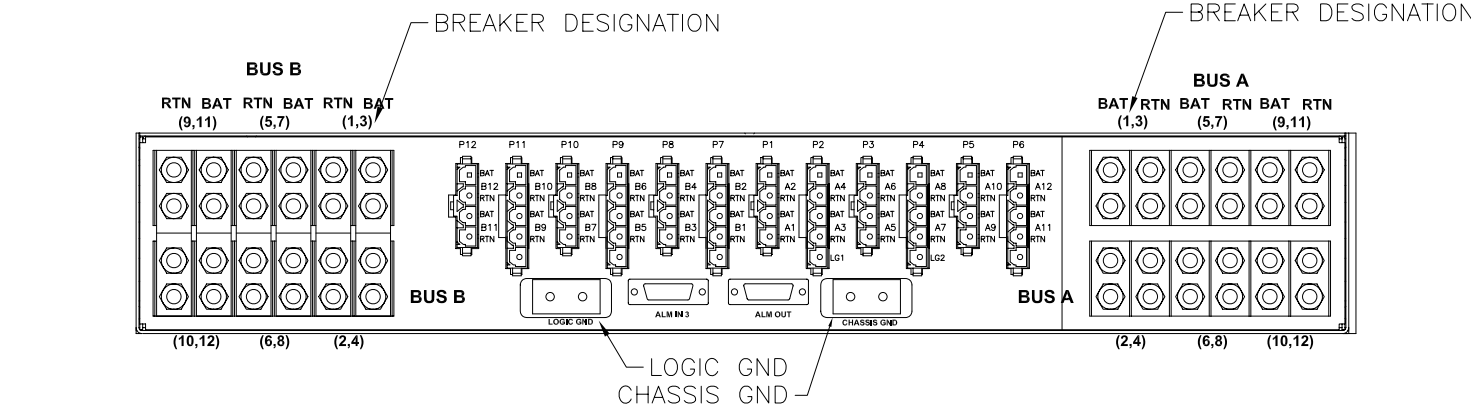 BREAKER DESIGNATION
BREAKER DESIGNATION
BUS B
BUS A
RTN BAT RTN BAT RTN BAT
(9,11) (5,7) (1,3)
BAT RTN BAT RTN BAT RTN
(1,3) (5,7) (9,11)
P12 P11 P10 P9 P8 P7 P1 P2 P3 P4 P5 P6
BAT BAT BAT BAT BAT BAT BAT BAT BAT BAT BAT BAT
B12 B10 B8 B6 B4 B2 A2 A4 A6 A8 A10 A12
RTN RTN RTN RTN RTN RTN RTN RTN RTN RTN RTN RTN
BAT BAT BAT BAT BAT BAT BAT BAT BAT BAT BAT BAT
B11 B9 B7 B5 B3 B1 A1 A3 A5 A7 A9 A11
RTN RTN RTN RTN RTN RTN RTN RTN RTN RTN RTN RTN
LG1 LG2
BUS B
BUS A
LOGIC GND
ALM IN 3
ALM OUT
CHASSIS GND
(10,12) (6,8) (2,4)
(2,4) (6,8) (10,12)
LOGIC GND
CHASSIS GND